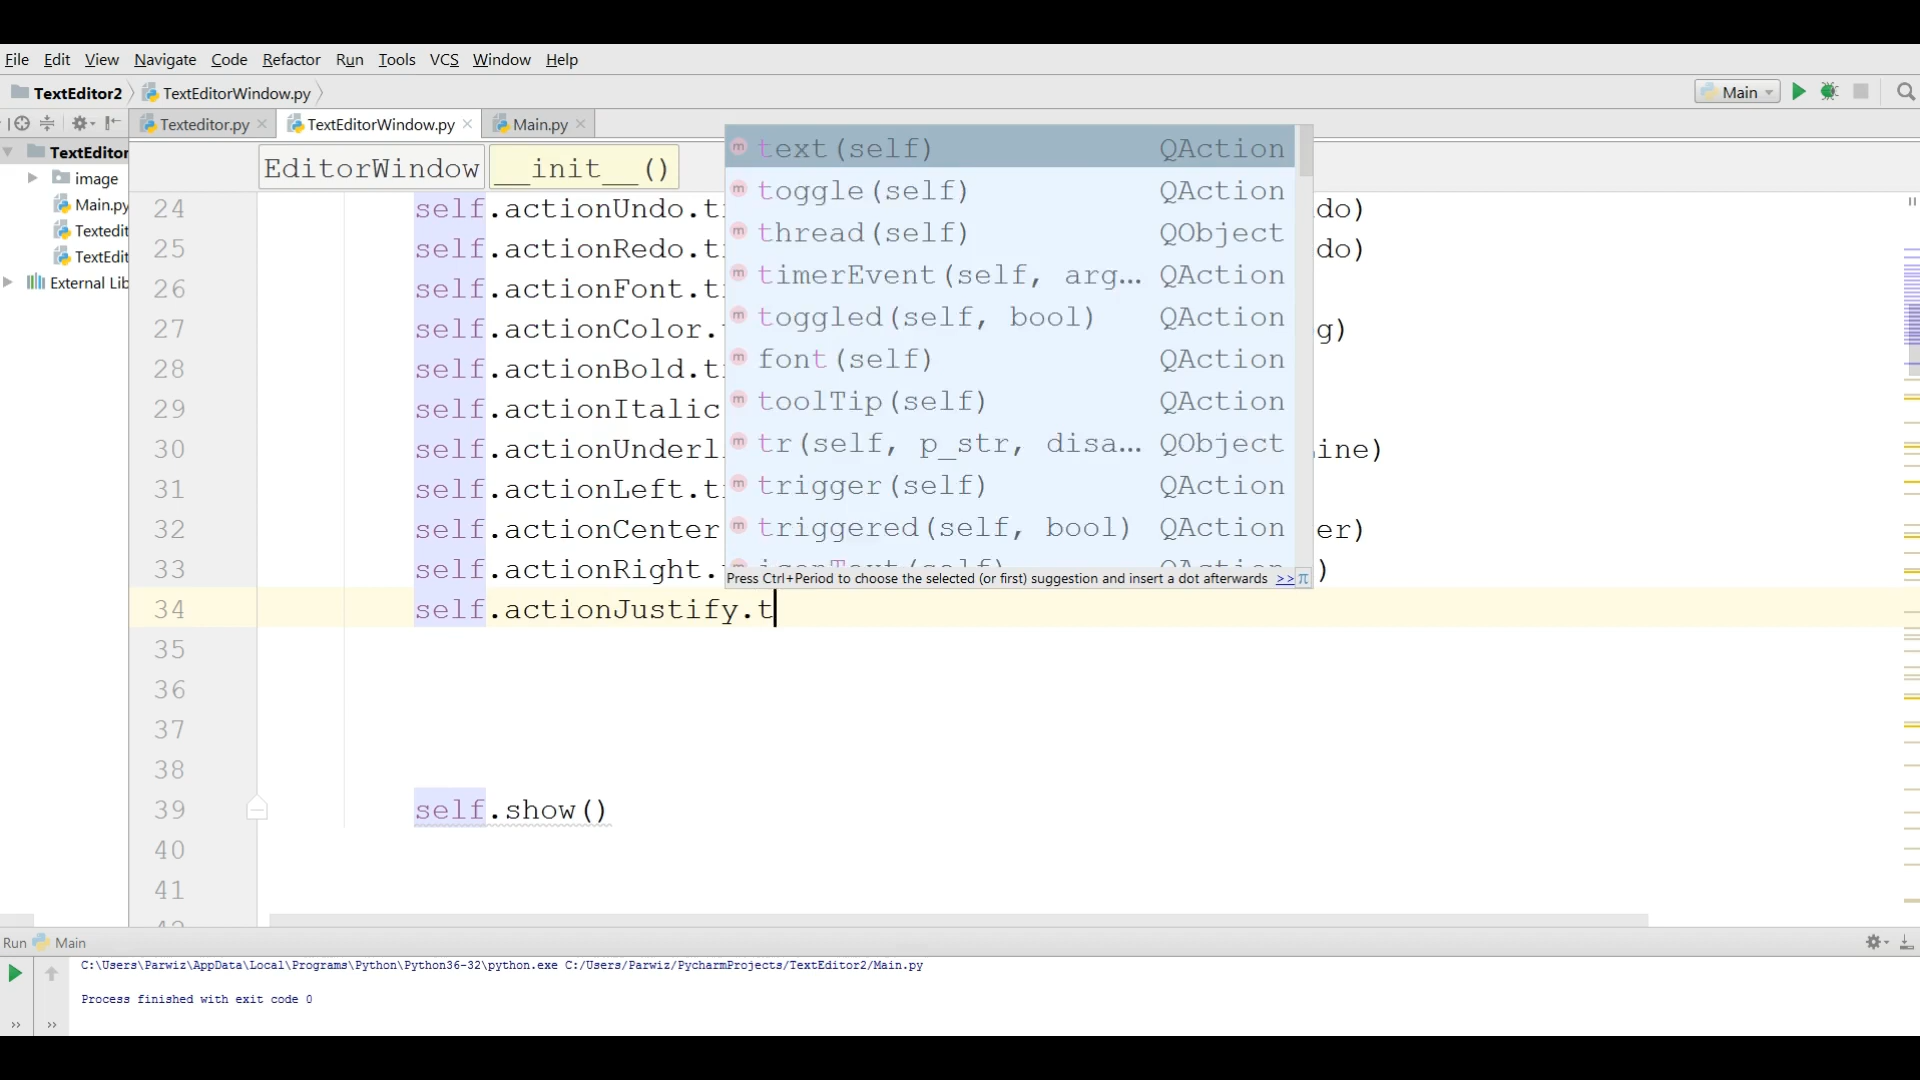 File Edit View Navigate Code Refactor Run Tools VCS Window Help
TextEditor2 TextEditorWindow.py Main
Texteditor.py TextEditorWindow.py Main.py
TextEditor
image
Main.py
Textedit
TextEdit
External Lib
EditorWindow __init__()
text(self) QAction
toggle(self) QAction
thread(self) QObject
timerEvent(self, arg... QAction
toggled(self, bool) QAction
font(self) QAction
toolTip(self) QAction
tr(self, p_str, disa... QObject
trigger(self) QAction
triggered(self, bool) QAction
Press Ctrl+Period to choose the selected (or first) suggestion and insert a dot afterwards >> π
24 self.actionUndo.t do)
25 self.actionRedo.t do)
26 self.actionFont.t
27 self.actionColor. g)
28 self.actionBold.t
29 self.actionItalic
30 self.actionUnderl ine)
31 self.actionLeft.t
32 self.actionCenter er)
33 self.actionRight. )
34 self.actionJustify.t
35
36
37
38
39 self.show()
40
41
Run Main
C:\Users\Parwiz\AppData\Local\Programs\Python\Python36-32\python.exe C:/Users/Parwiz/PycharmProjects/TextEditor2/Main.py
Process finished with exit code 0